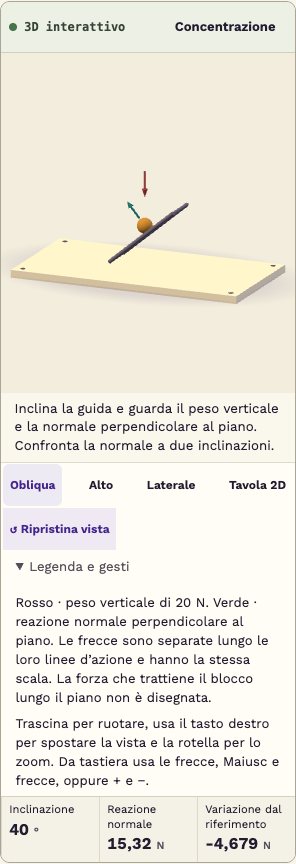 3D interattivo
Concentrazione
Inclina la guida e guarda il peso verticale
e la normale perpendicolare al piano.
Confronta la normale a due inclinazioni.
Obliqua
Alto
Laterale
Tavola 2D
↺ Ripristina vista
▼ Legenda e gesti
Rosso · peso verticale di 20 N. Verde ·
reazione normale perpendicolare al
piano. Le frecce sono separate lungo le
loro linee d’azione e hanno la stessa
scala. La forza che trattiene il blocco
lungo il piano non è disegnata.
Trascina per ruotare, usa il tasto destro
per spostare la vista e la rotella per lo
zoom. Da tastiera usa le frecce, Maiusc e
frecce, oppure + e −.
Inclinazione
40 °
Reazione
normale
15,32 N
Variazione dal
riferimento
-4,679 N